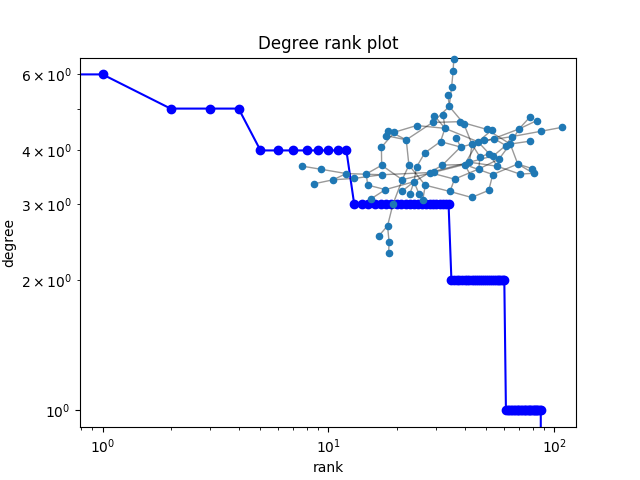 Degree rank plot
degree
6 × 10⁰
4 × 10⁰
3 × 10⁰
2 × 10⁰
10⁰
10⁰
10¹
10²
rank